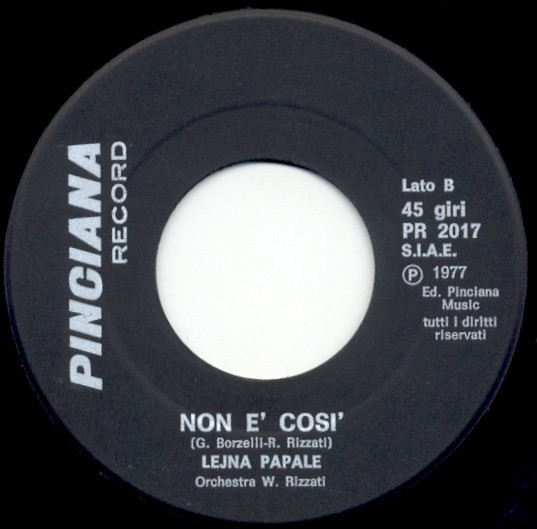 PINCIANA
RECORD
Lato B
45 giri
PR 2017
S.I.A.E.
Ⓟ 1977
Ed. Pinciana
Music
tutti i diritti
riservati
NON E' COSI'
(G. Borzelli-R. Rizzati)
LEJNA PAPALE
Orchestra W. Rizzati